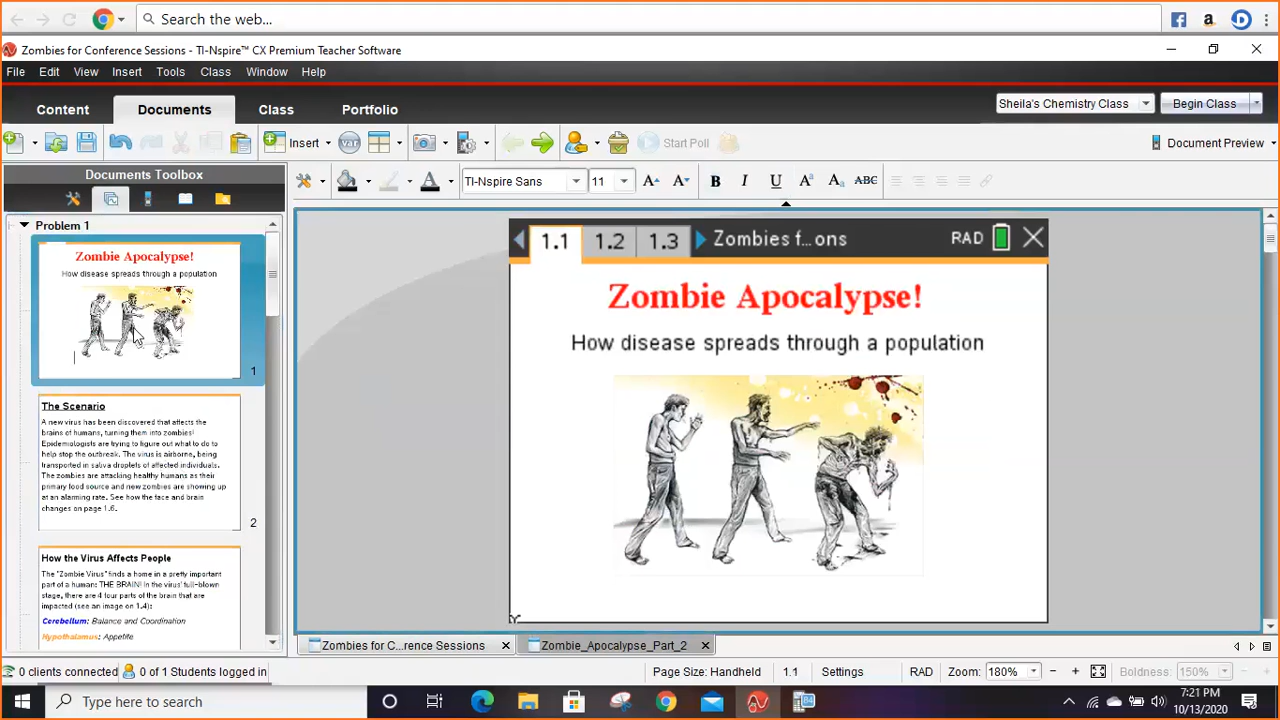 Search the web...
Zombies for Conference Sessions - TI-Nspire™ CX Premium Teacher Software
File Edit View Insert Tools Class Window Help
Content Documents Class Portfolio
Sheila's Chemistry Class Begin Class
Insert var Start Poll Document Preview
Documents Toolbox
TI-Nspire Sans 11 A A A B I U A A ABC
Problem 1
Zombie Apocalypse!
How disease spreads through a population
1
The Scenario
A new virus has been discovered that affects the
brains of humans, turning them into zombies!
Epidemiologists are trying to figure out what to do to
help stop the outbreak. The virus is airborne, being
transported in saliva droplets of affected individuals.
The zombies are attacking healthy humans as their
primary food source and new zombies are showing up
at an alarming rate. See how the face and brain
changes on page 1.6.
2
How the Virus Affects People
The "Zombie Virus" finds a home in a pretty important
part of a human: THE BRAIN! In the virus' full-blown
stage, there are 4 four parts of the brain that are
impacted (see an image on 1.4):
Cerebellum: Balance and Coordination
Hypothalamus: Appetite
1.1 1.2 1.3 Zombies f...ons RAD
Zombie Apocalypse!
How disease spreads through a population
Zombies for C...rence Sessions Zombie_Apocalypse_Part_2
0 clients connected 0 of 1 Students logged in Page Size: Handheld 1.1 Settings RAD Zoom: 180% Boldness: 150%
Type here to search
7:21 PM
10/13/2020